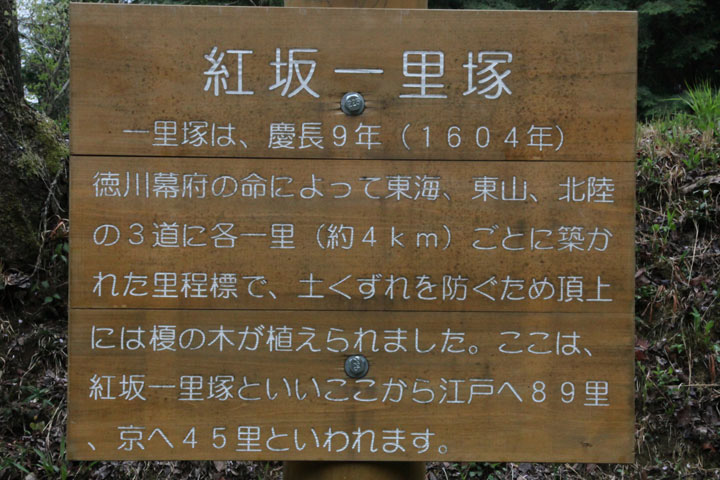 紅坂一里塚
一里塚は、慶長9年(1604年)
徳川幕府の命によって東海、東山、北陸
の3道に各一里(約4km)ごとに築か
れた里程標で、土くずれを防ぐため頂上
には榎の木が植えられました。ここは、
紅坂一里塚といいここから江戸へ89里
、京へ45里といわれます。